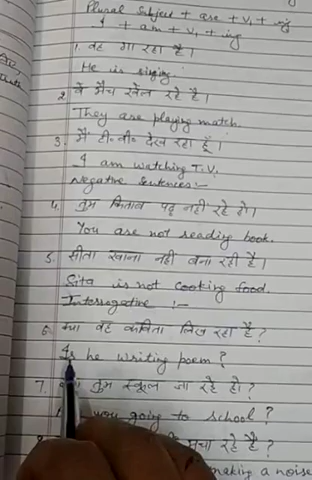 Plural Subject + are + V₁ + ing
I + am + V₁ + ing
1. वह गा रहा है।
He is singing.
2. वे मैच खेल रहे है।
They are playing match.
3. मैं टी॰ वी॰ देख रहा हूँ।
I am watching T.V.
Negative Sentences:-
4. तुम किताब पढ़ नहीं रहे हो।
You are not reading book.
5. सीता खाना नहीं बना रही है।
Sita is not cooking food.
Interrogative :-
6. क्या वह कविता लिख रहा है?
Is he writing poem?
7. तुम स्कूल जा रहे हो?
you going to school?
मचा रहे है?
making a noise